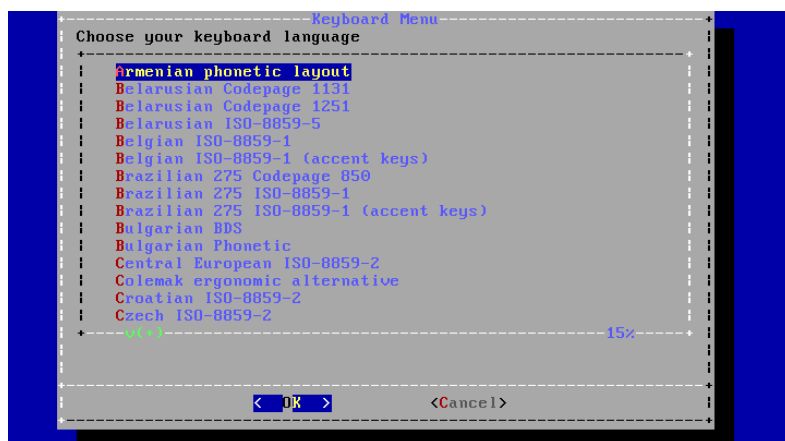 Keyboard Menu
Choose your keyboard language
Armenian phonetic layout
Belarusian Codepage 1131
Belarusian Codepage 1251
Belarusian ISO-8859-5
Belgian ISO-8859-1
Belgian ISO-8859-1 (accent keys)
Brazilian 275 Codepage 850
Brazilian 275 ISO-8859-1
Brazilian 275 ISO-8859-1 (accent keys)
Bulgarian BDS
Bulgarian Phonetic
Central European ISO-8859-2
Colemak ergonomic alternative
Croatian ISO-8859-2
Czech ISO-8859-2
v(+) 15%
< OK > <Cancel>